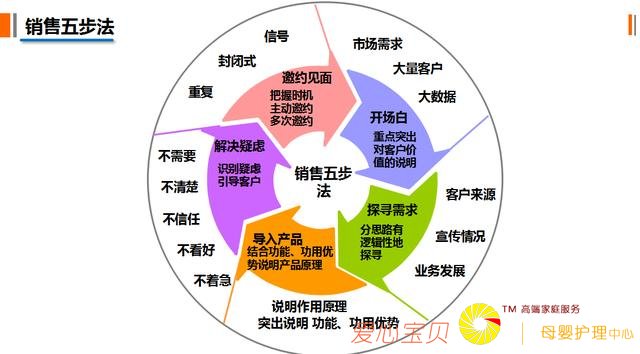 销售五步法
信号
封闭式
重复
邀约见面
把握时机
主动邀约
多次邀约
市场需求
大量客户
大数据
开场白
重点突出
对客户价
值的说明
客户来源
宣传情况
业务发展
探寻需求
分思路有
逻辑性地
探寻
说明作用原理
突出说明 功能、功用优势
导入产品
结合功能、功用优
势说明产品原理
不需要
不清楚
不信任
不看好
不着急
解决疑虑
识别疑虑
引导客户
销售五步
法
爱心宝贝
TM 高端家庭服务
母婴护理中心